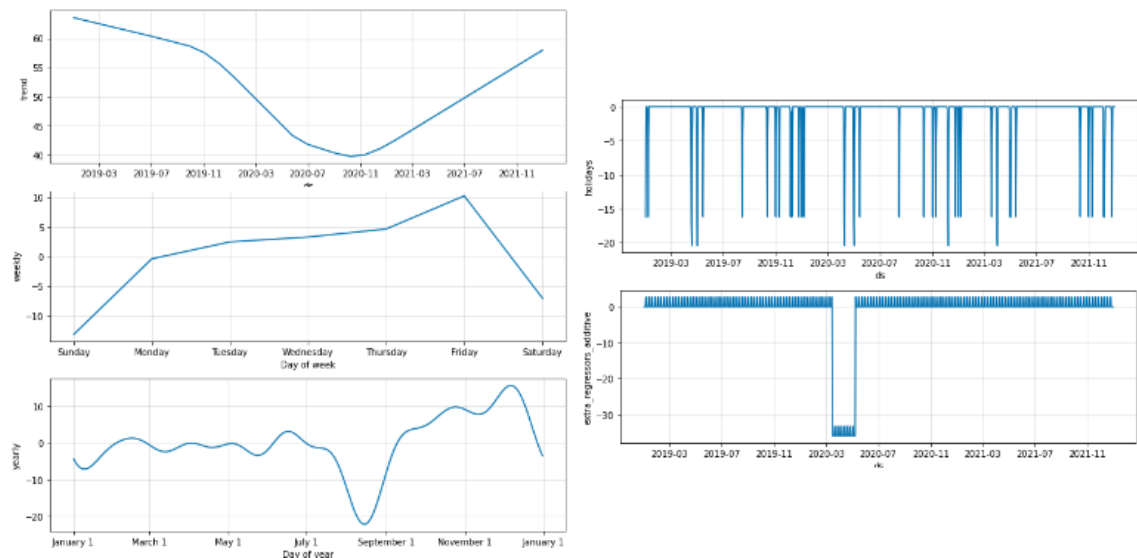 trend
60
55
50
45
40
2019-03 2019-07 2019-11 2020-03 2020-07 2020-11 2021-03 2021-07 2021-11
weekly
10
5
0
−5
−10
Sunday Monday Tuesday Wednesday Thursday Friday Saturday
Day of week
yearly
10
0
−10
−20
January 1 March 1 May 1 July 1 September 1 November 1 January 1
Day of year
holidays
0
−5
−10
−15
−20
2019-03 2019-07 2019-11 2020-03 2020-07 2020-11 2021-03 2021-07 2021-11
ds
extra_regressors_additive
0
−10
−20
−30
2019-03 2019-07 2019-11 2020-03 2020-07 2020-11 2021-03 2021-07 2021-11